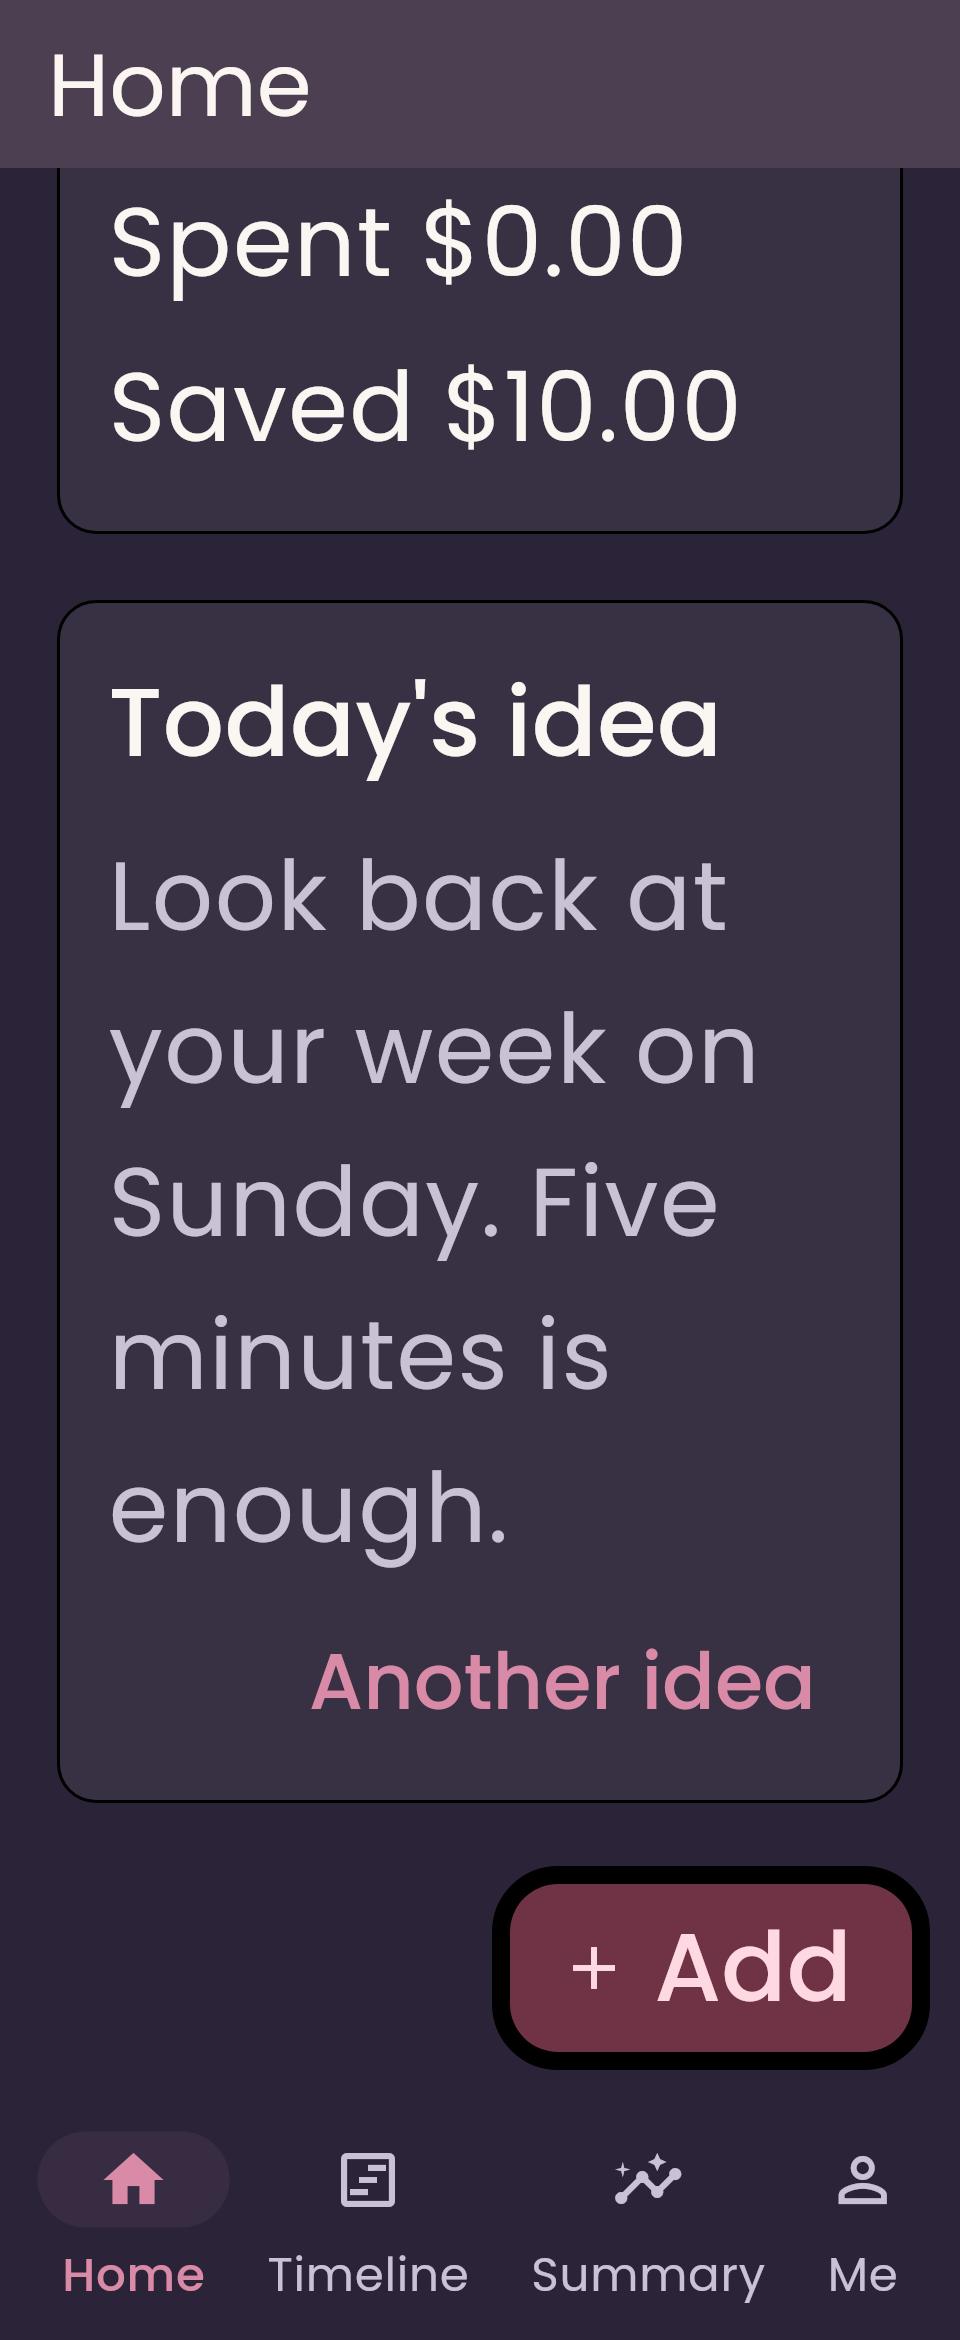 Home
Spent $0.00
Saved $10.00
Today's idea
Look back at
your week on
Sunday. Five
minutes is
enough.
Another idea
+ Add
Home
Timeline
Summary
Me